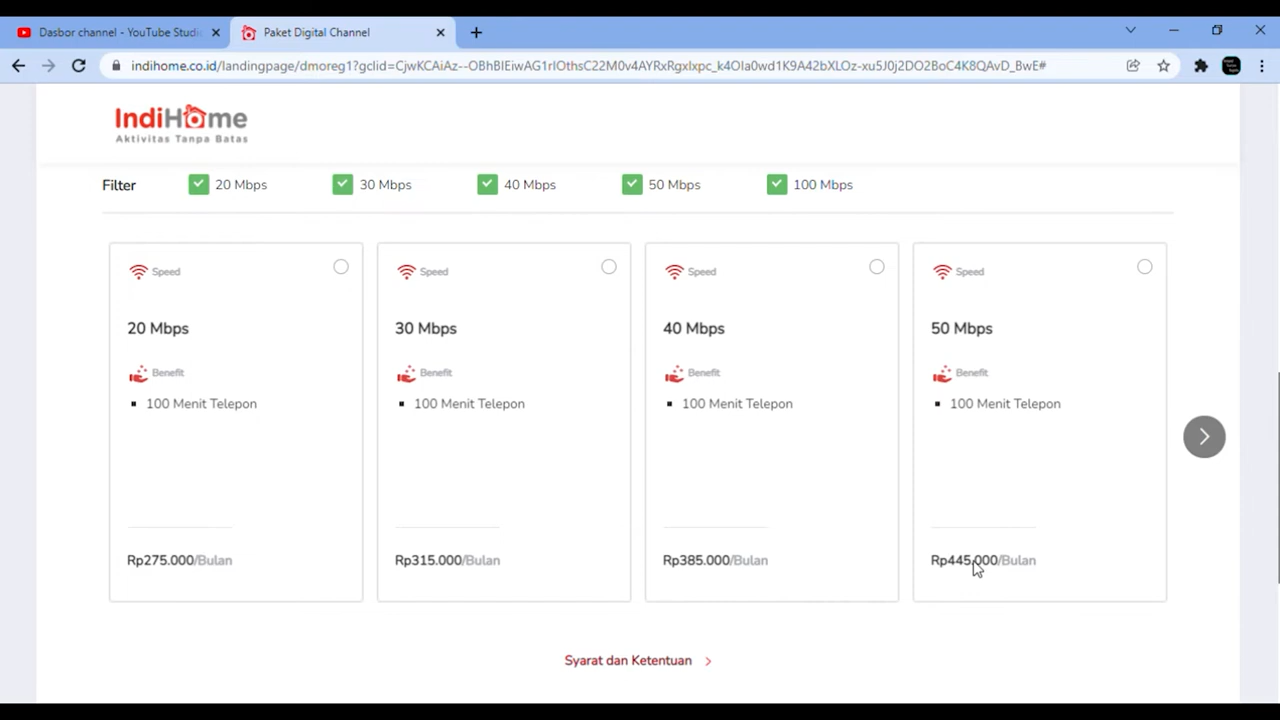 Dasbor channel - YouTube Studi
Paket Digital Channel
indihome.co.id/landingpage/dmoreg1?gclid=CjwKCAiAz--OBhBIEiwAG1rIOthsC22M0v4AYRxRgxlxpc_k4OIa0wd1K9A42bXLOz-xu5J0j2DO2BoC4K8QAvD_BwE#
IndiHome
Aktivitas Tanpa Batas
Filter 20 Mbps 30 Mbps 40 Mbps 50 Mbps 100 Mbps
Speed
20 Mbps
Benefit
100 Menit Telepon
Rp275.000/Bulan
Speed
30 Mbps
Benefit
100 Menit Telepon
Rp315.000/Bulan
Speed
40 Mbps
Benefit
100 Menit Telepon
Rp385.000/Bulan
Speed
50 Mbps
Benefit
100 Menit Telepon
Rp445.000/Bulan
Syarat dan Ketentuan